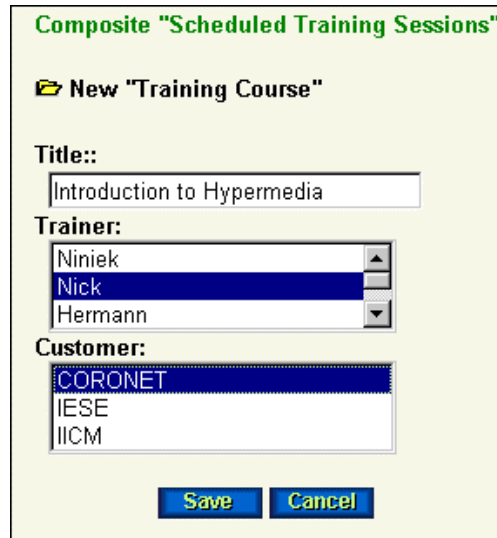 Composite "Scheduled Training Sessions"
New "Training Course"
Title::
Introduction to Hypermedia
Trainer:
Niniek
Nick
Hermann
Customer:
CORONET
IESE
IICM
Save Cancel